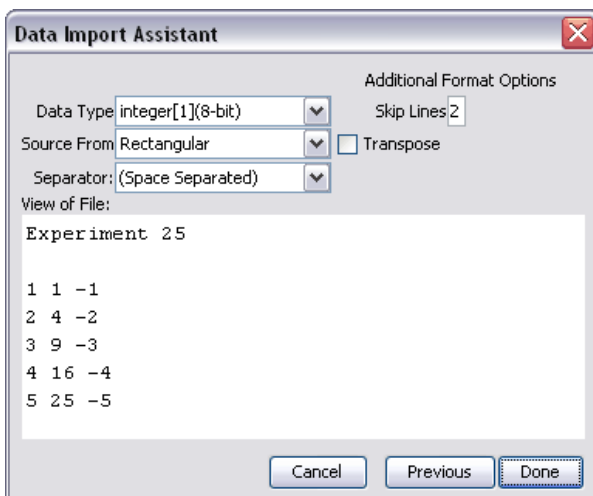 Data Import Assistant
Additional Format Options
Data Type integer[1](8-bit) Skip Lines 2
Source From Rectangular Transpose
Separator: (Space Separated)
View of File:
Experiment 25
1 1 -1
2 4 -2
3 9 -3
4 16 -4
5 25 -5
Cancel Previous Done